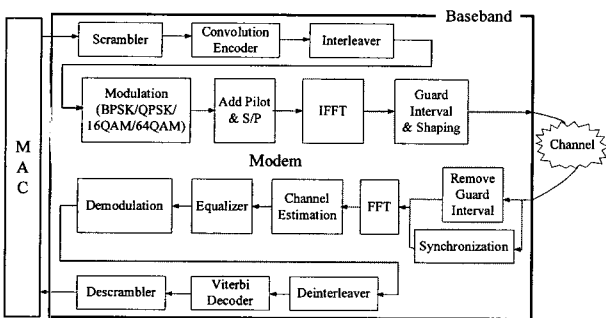 Baseband
Scrambler
Convolution
Encoder
Interleaver
Modulation
(BPSK/QPSK/
16QAM/64QAM)
Add Pilot
& S/P
IFFT
Guard
Interval
& Shaping
Channel
M
A
C
Modem
Demodulation
Equalizer
Channel
Estimation
FFT
Remove
Guard
Interval
Synchronization
Descrambler
Viterbi
Decoder
Deinterleaver